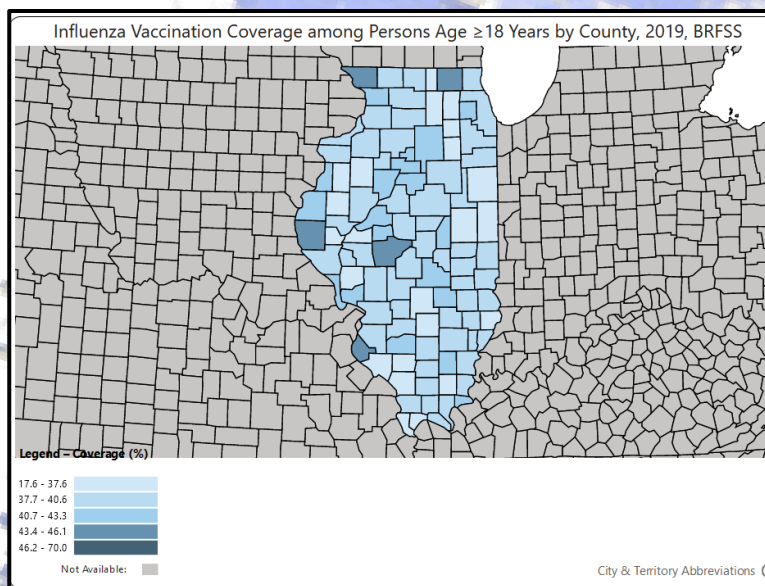 Influenza Vaccination Coverage among Persons Age ≥18 Years by County, 2019, BRFSS
Legend – Coverage (%)
17.6 - 37.6
37.7 - 40.6
40.7 - 43.3
43.4 - 46.1
46.2 - 70.0
Not Available:
City & Territory Abbreviations